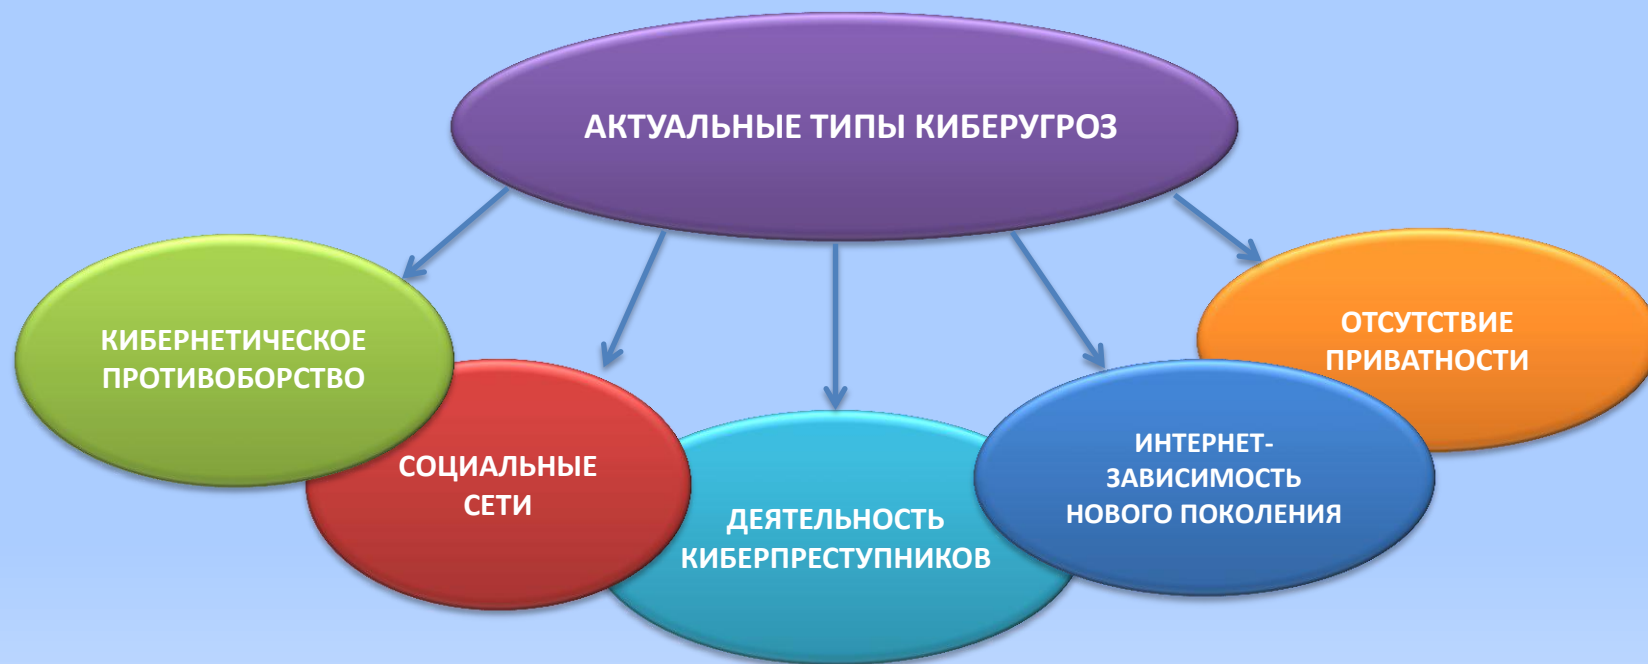 АКТУАЛЬНЫЕ ТИПЫ КИБЕРУГРОЗ
КИБЕРНЕТИЧЕСКОЕ
ПРОТИВОБОРСТВО
СОЦИАЛЬНЫЕ
СЕТИ
ДЕЯТЕЛЬНОСТЬ
КИБЕРПРЕСТУПНИКОВ
ИНТЕРНЕТ-
ЗАВИСИМОСТЬ
НОВОГО ПОКОЛЕНИЯ
ОТСУТСТВИЕ
ПРИВАТНОСТИ